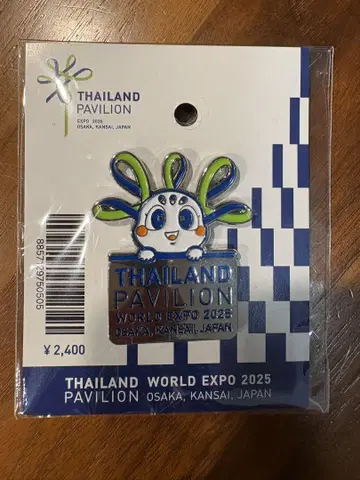 THAILAND
PAVILION
EXPO 2025
OSAKA, KANSAI, JAPAN
THAILAND
PAVILION
WORLD EXPO 2025
OSAKA, KANSAI, JAPAN
8857129750505
¥ 2,400
THAILAND WORLD EXPO 2025
PAVILION OSAKA, KANSAI, JAPAN